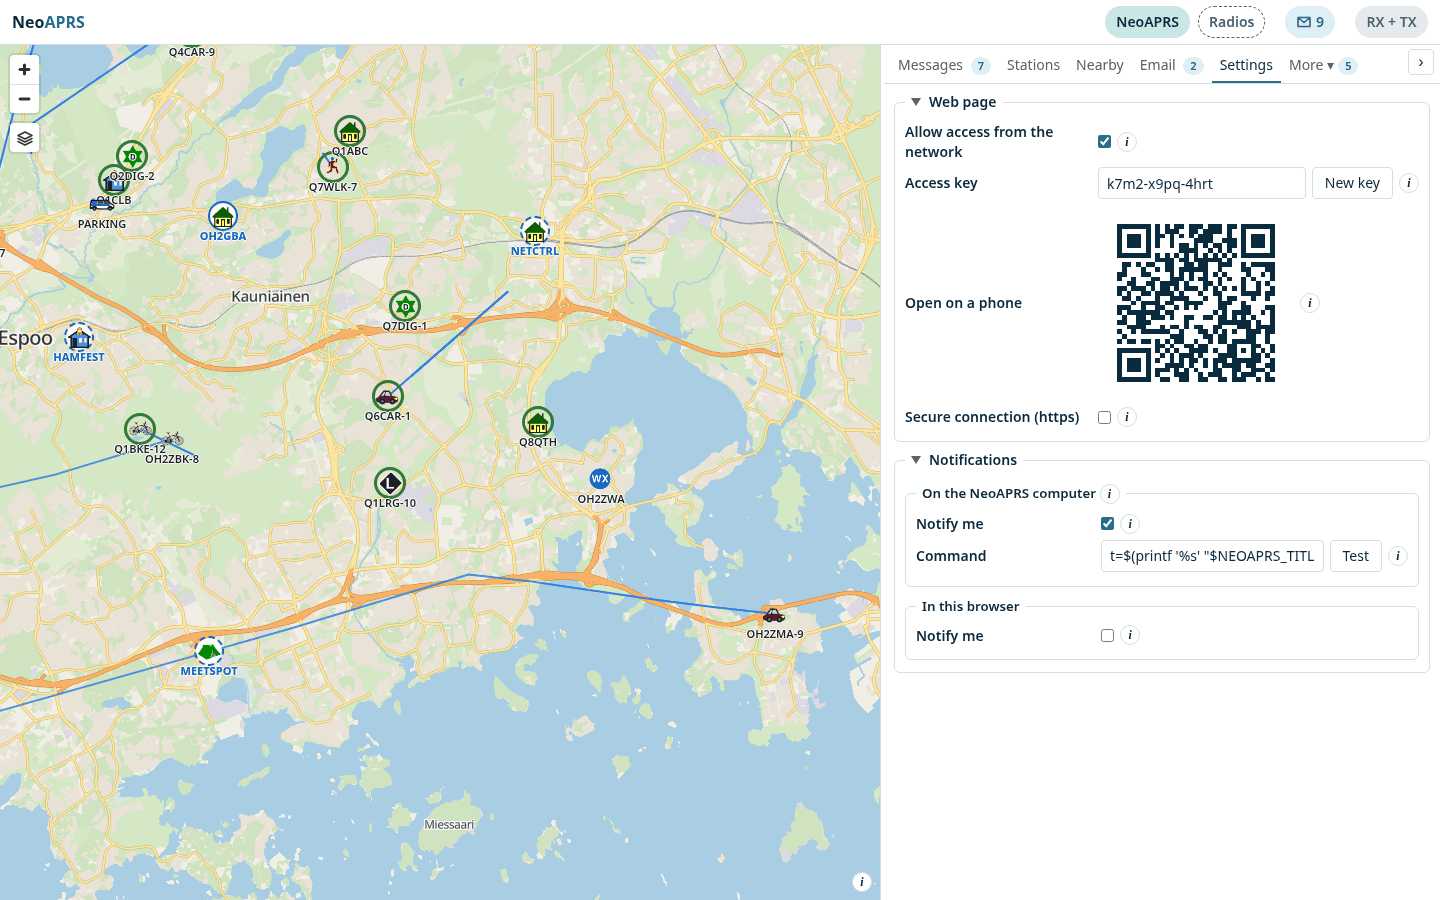 NeoAPRS
NeoAPRS
Radios
9
RX + TX
Messages 7
Stations
Nearby
Email 2
Settings
More ▾ 5
›
+
−
Q4CAR-9
Q1ABC
Q2DIG-2
Q7WLK-7
Q1CLB
PARKING
OH2GBA
NETCTRL
7
Kauniainen
Q7DIG-1
Espoo
HAMFEST
Q6CAR-1
Q8QTH
Q1BKE-12
OH2ZBK-8
WX
L
Q1LRG-10
OH2ZWA
OH2ZMA-9
MEETSPOT
Miessaari
i
Web page
Allow access from the
network
i
Access key
k7m2-x9pq-4hrt
New key
i
Open on a phone
i
Secure connection (https)
i
Notifications
On the NeoAPRS computer i
Notify me
i
Command
t=$(printf '%s' "$NEOAPRS_TITL
Test
i
In this browser
Notify me
i